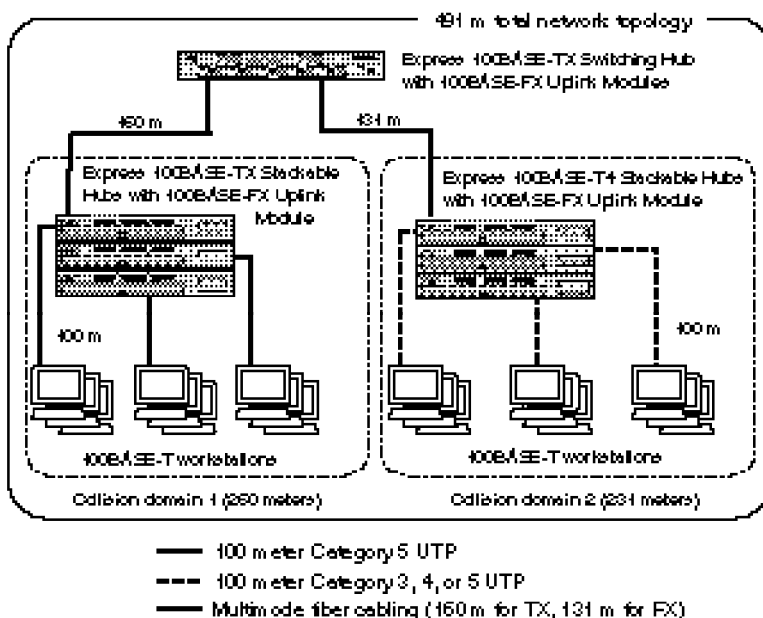 491 m total network topology
Express 100BASE-TX Switching Hub
with 100BASE-FX Uplink Modules
160 m
131 m
Express 100BASE-TX Stackable
Hubs with 100BASE-FX Uplink
Module
Express 100BASE-T4 Stackable Hubs
with 100BASE-FX Uplink Module
100 m
100 m
100BASE-T workstations
100BASE-T workstations
Collision domain 1 (260 meters)
Collision domain 2 (231 meters)
100 meter Category 5 UTP
100 meter Category 3, 4, or 5 UTP
Multimode fiber cabling (160 m for TX, 131 m for FX)